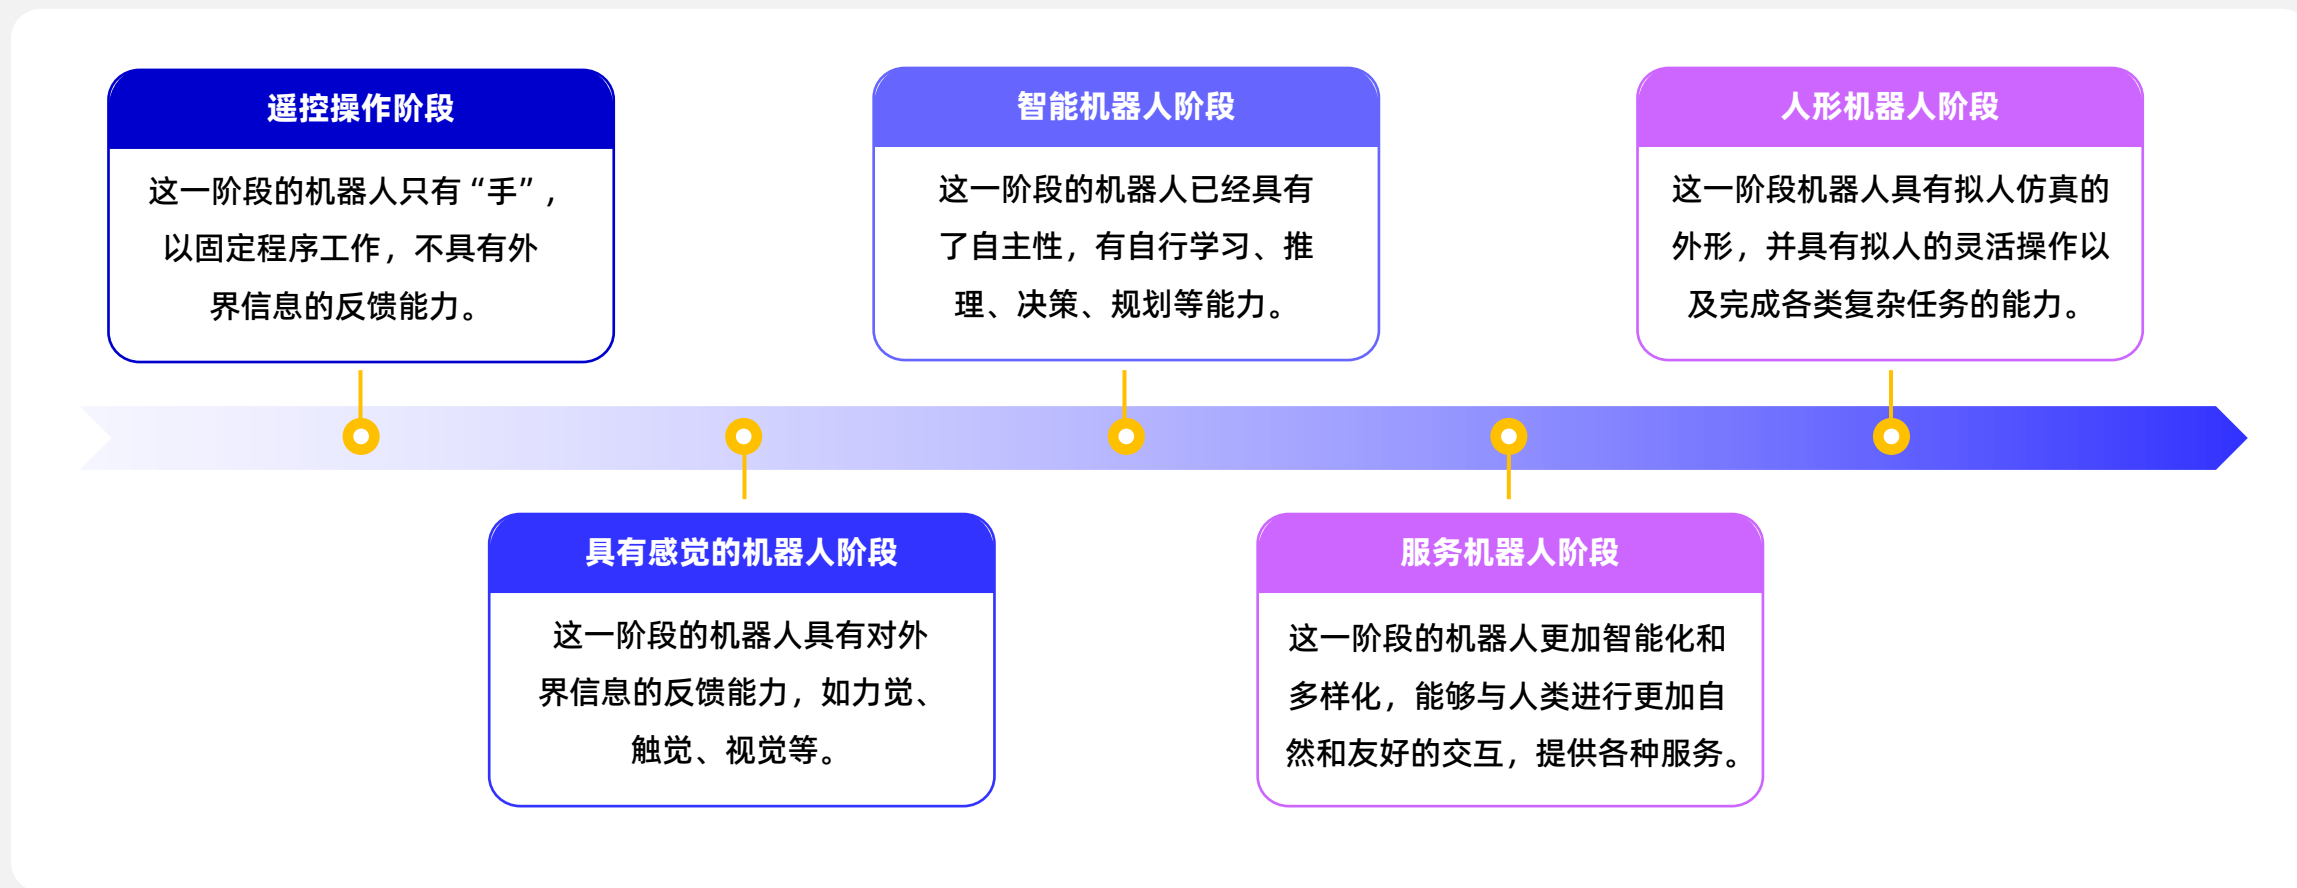 遥控操作阶段
这一阶段的机器人只有“手”,
以固定程序工作, 不具有外
界信息的反馈能力。
具有感觉的机器人阶段
这一阶段的机器人具有对外
界信息的反馈能力, 如力觉、
触觉、视觉等。
智能机器人阶段
这一阶段的机器人已经具有
了自主性, 有自行学习、推
理、决策、规划等能力。
服务机器人阶段
这一阶段的机器人更加智能化和
多样化, 能够与人类进行更加自
然和友好的交互, 提供各种服务。
人形机器人阶段
这一阶段机器人具有拟人仿真的
外形, 并具有拟人的灵活操作以
及完成各类复杂任务的能力。